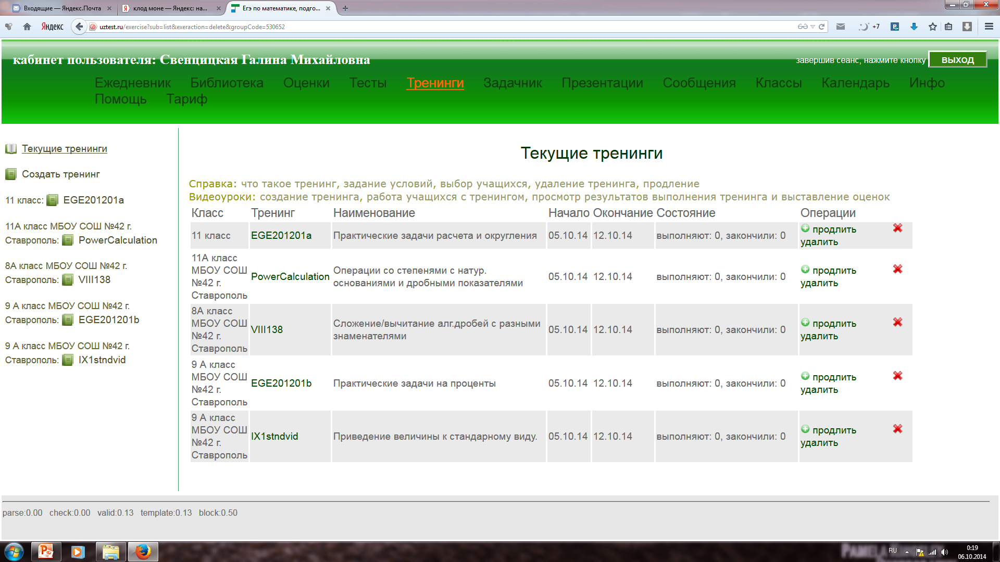 Входящие — Яндекс.Почта
клод моне — Яндекс: на...
Егэ по математике, подго...
Яндекс
uztest.ru/exercise?sub=list&exeraction=delete&groupCode=530652
+7
кабинет пользователя: Свенцицкая Галина Михайловна
завершив сеанс, нажмите кнопку ВЫХОД
Ежедневник Библиотека Оценки Тесты Тренинги Задачник Презентации Сообщения Классы Календарь Инфо
Помощь Тариф
Текущие тренинги
Создать тренинг
11 класс: EGE201201a
11А класс МБОУ СОШ №42 г.
Ставрополь: PowerCalculation
8А класс МБОУ СОШ №42 г.
Ставрополь: VIII138
9 А класс МБОУ СОШ №42 г.
Ставрополь: EGE201201b
9 А класс МБОУ СОШ №42 г.
Ставрополь: IX1stndvid
Текущие тренинги
Справка: что такое тренинг, задание условий, выбор учащихся, удаление тренинга, продление
Видеоуроки: создание тренинга, работа учащихся с тренингом, просмотр результатов выполнения тренинга и выставление оценок
Класс Тренинг Наименование Начало Окончание Состояние Операции
11 класс EGE201201a Практические задачи расчета и округления 05.10.14 12.10.14 выполняют: 0, закончили: 0 продлить
удалить
11А класс
МБОУ СОШ
№42 г.
Ставрополь
PowerCalculation
Операции со степенями с натур.
основаниями и дробными показателями
05.10.14 12.10.14 выполняют: 0, закончили: 0
продлить
удалить
8А класс
МБОУ СОШ
№42 г.
Ставрополь
VIII138
Сложение/вычитание алг.дробей с разными
знаменателями
05.10.14 12.10.14 выполняют: 0, закончили: 0
продлить
удалить
9 А класс
МБОУ СОШ
№42 г.
Ставрополь
EGE201201b
Практические задачи на проценты
05.10.14 12.10.14 выполняют: 0, закончили: 0
продлить
удалить
9 А класс
МБОУ СОШ
№42 г.
Ставрополь
IX1stndvid
Приведение величины к стандарному виду.
05.10.14 12.10.14 выполняют: 0, закончили: 0
продлить
удалить
parse:0.00 check:0.00 valid:0.13 template:0.13 block:0.50
RU
0:19
06.10.2014